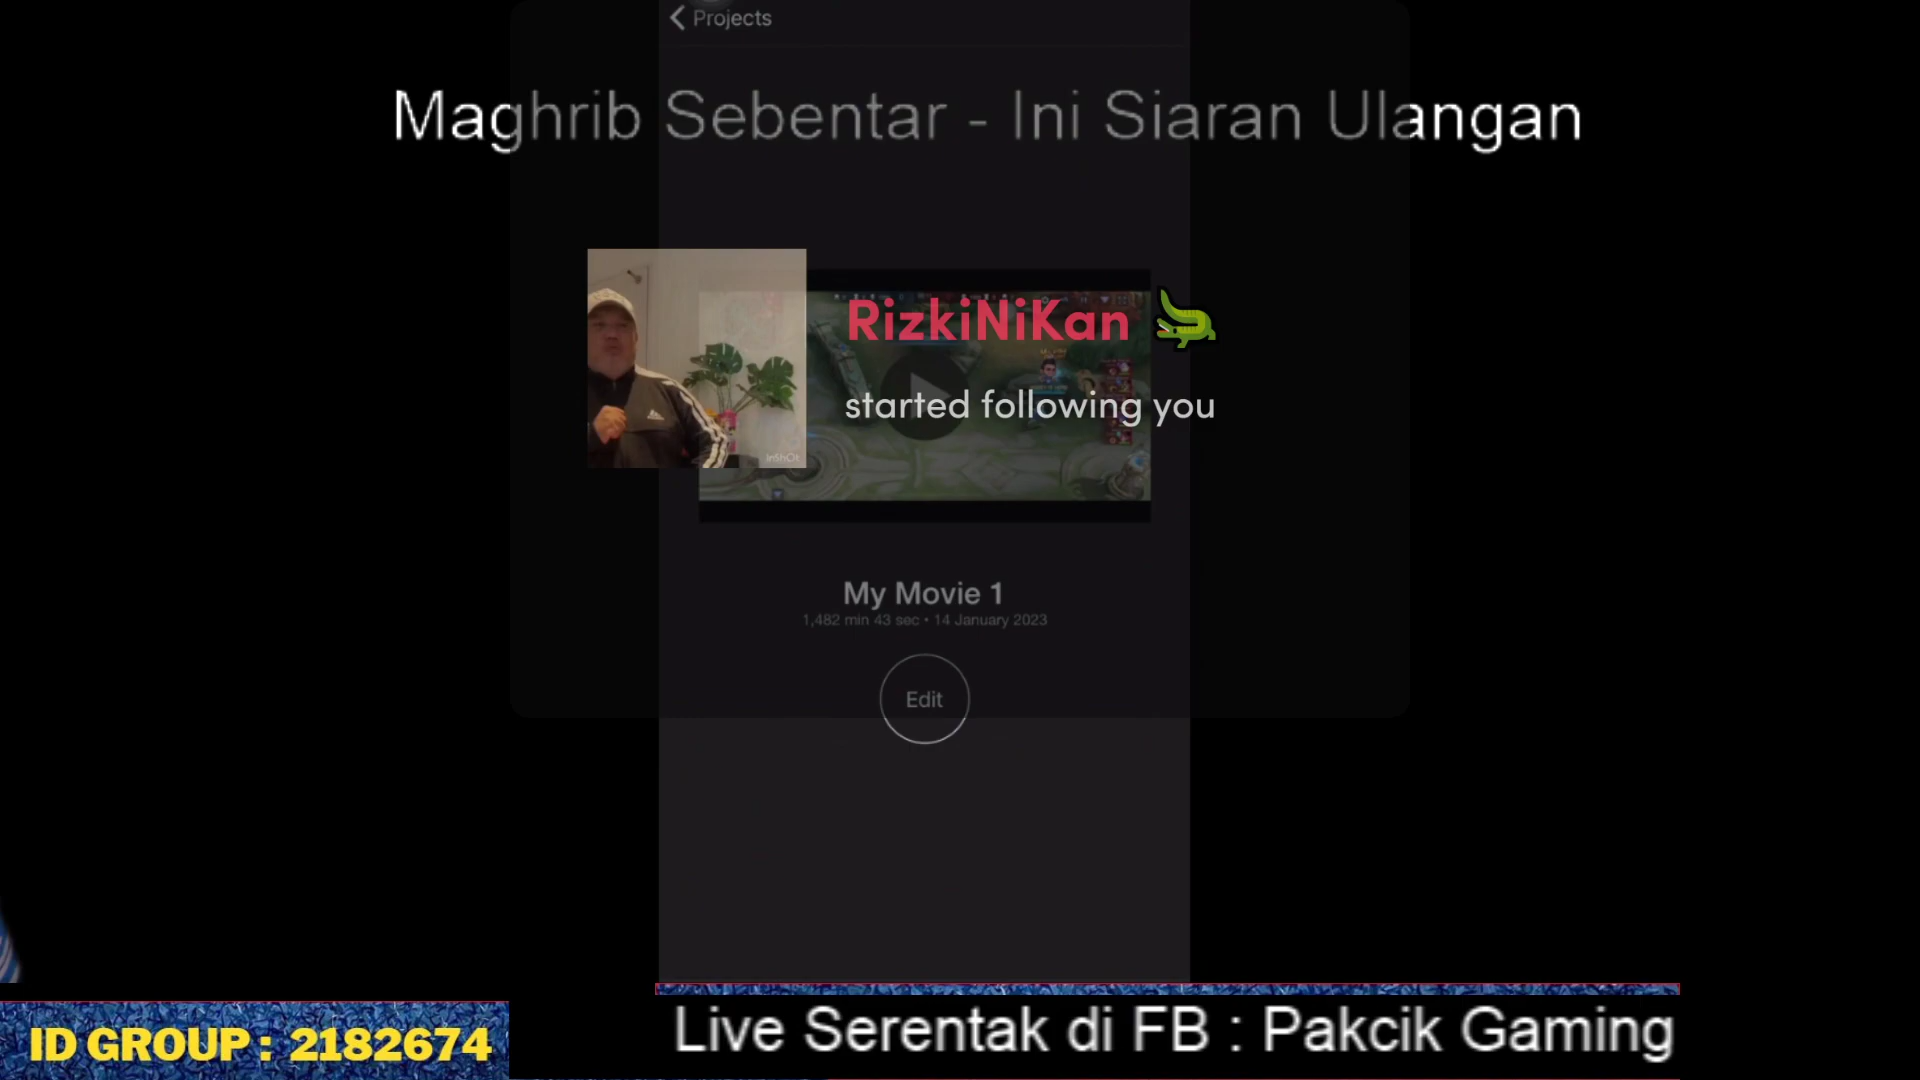 Projects
Maghrib Sebentar - Ini Siaran Ulangan
RizkiNiKan
started following you
InShOt
My Movie 1
1,482 min 43 sec • 14 January 2023
Edit
ID GROUP : 2182674
Live Serentak di FB : Pakcik Gaming